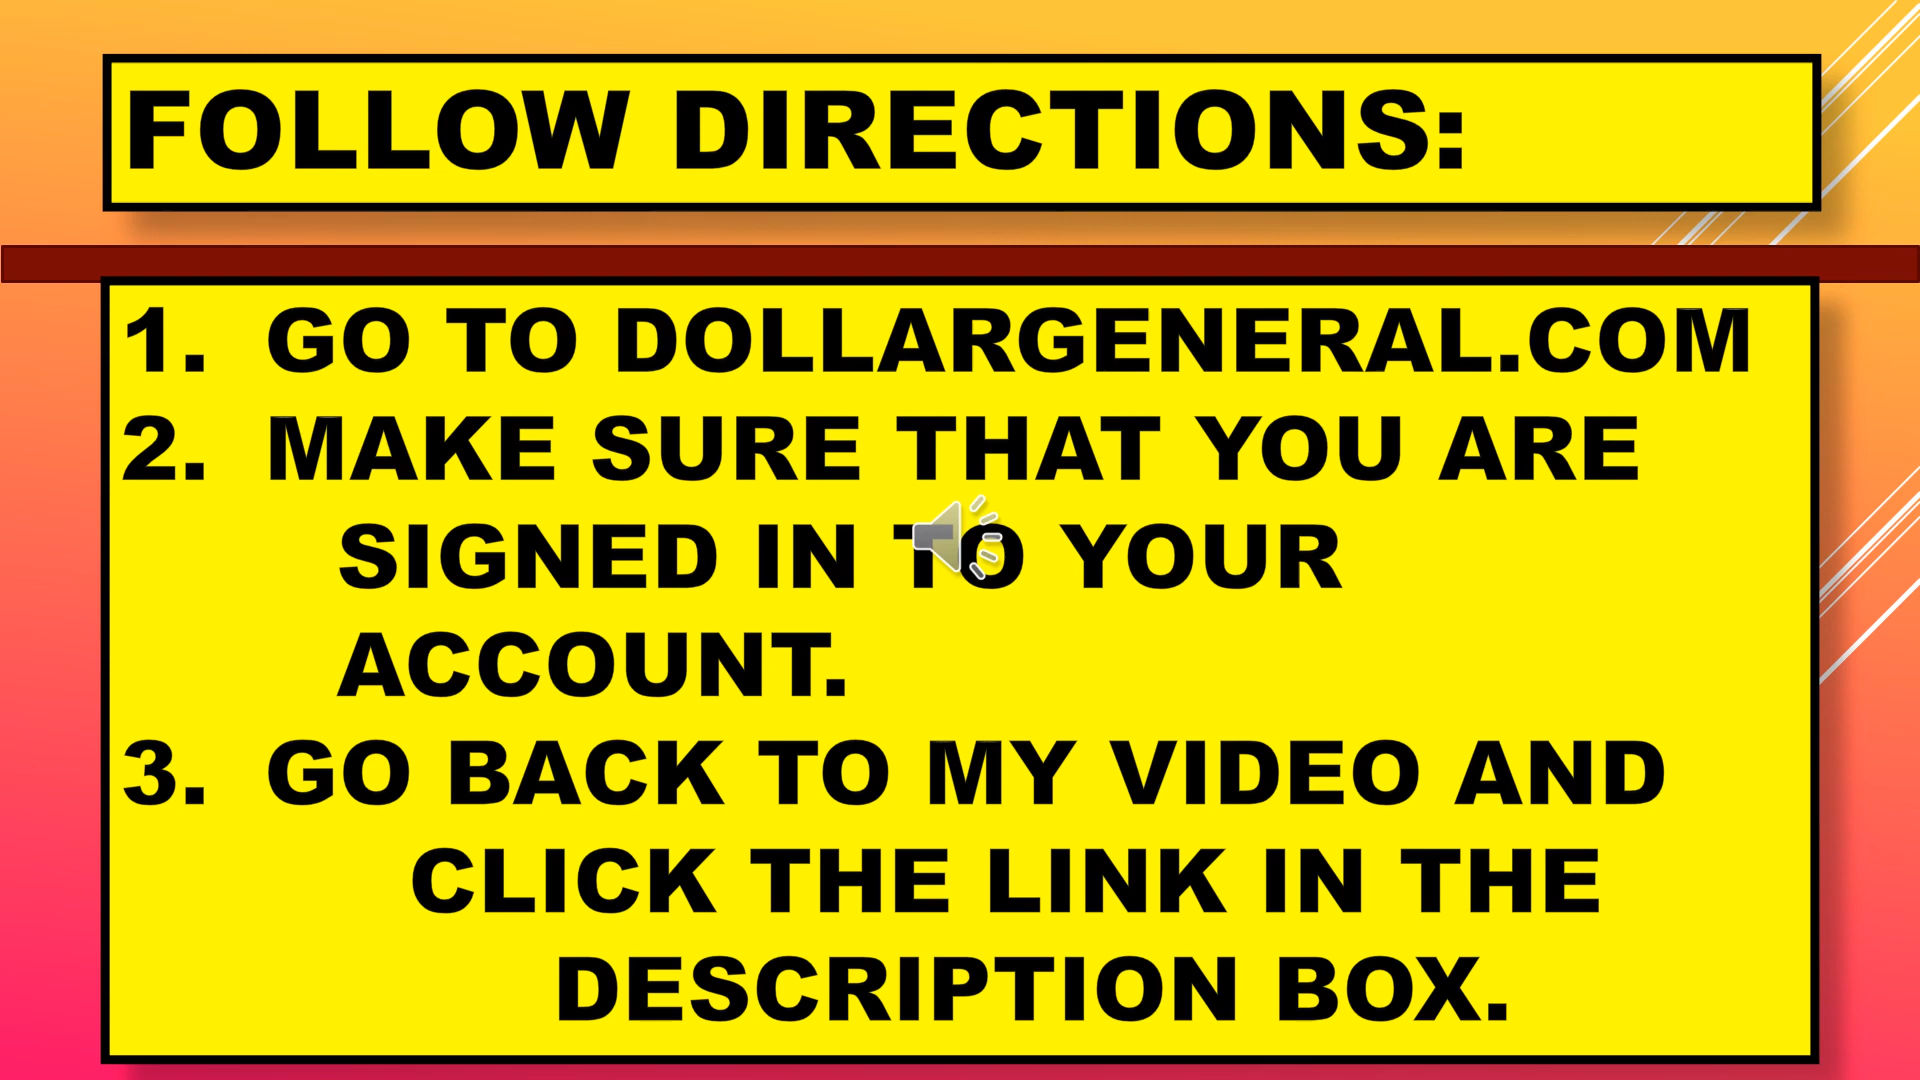 FOLLOW DIRECTIONS:
1. GO TO DOLLARGENERAL.COM
2. MAKE SURE THAT YOU ARE
SIGNED IN TO YOUR
ACCOUNT.
3. GO BACK TO MY VIDEO AND
CLICK THE LINK IN THE
DESCRIPTION BOX.